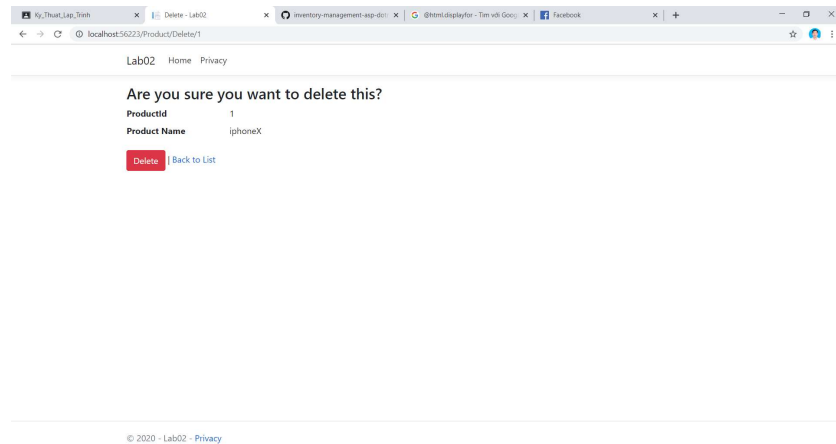 Ky_Thuat_Lap_Trinh
Delete - Lab02
inventory-management-asp-dotn
@html.displayfor - Tìm với Goog
Facebook
localhost:56223/Product/Delete/1
Lab02 Home Privacy
Are you sure you want to delete this?
ProductId 1
Product Name iphoneX
Delete | Back to List
© 2020 - Lab02 - Privacy